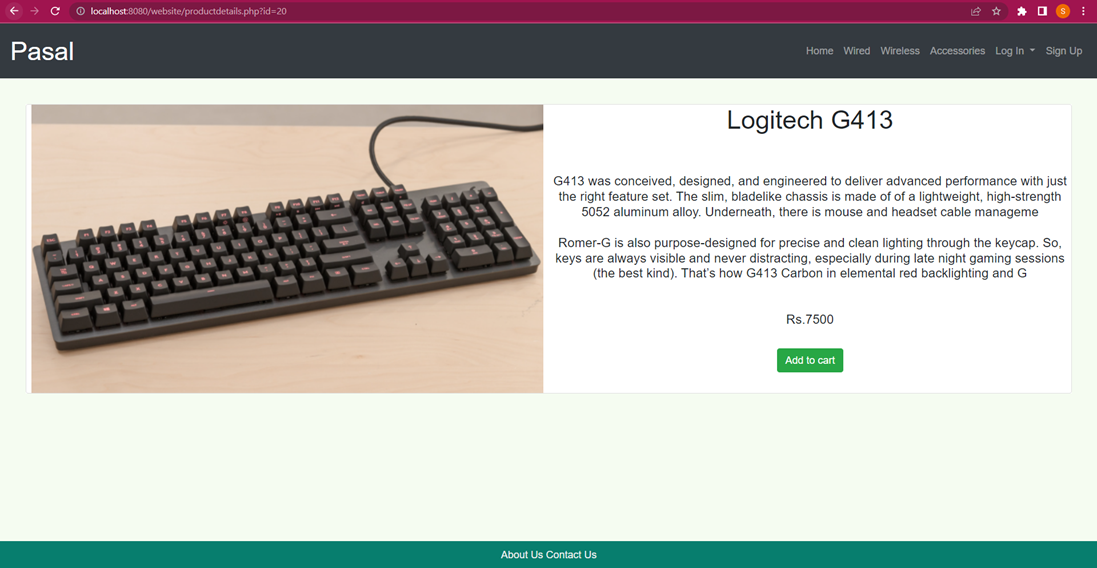 localhost:8080/website/productdetails.php?id=20
S
Pasal
Home Wired Wireless Accessories Log In Sign Up
Logitech G413
G413 was conceived, designed, and engineered to deliver advanced performance with just
the right feature set. The slim, bladelike chassis is made of of a lightweight, high-strength
5052 aluminum alloy. Underneath, there is mouse and headset cable manageme
Romer-G is also purpose-designed for precise and clean lighting through the keycap. So,
keys are always visible and never distracting, especially during late night gaming sessions
(the best kind). That's how G413 Carbon in elemental red backlighting and G
Rs.7500
Add to cart
About Us Contact Us